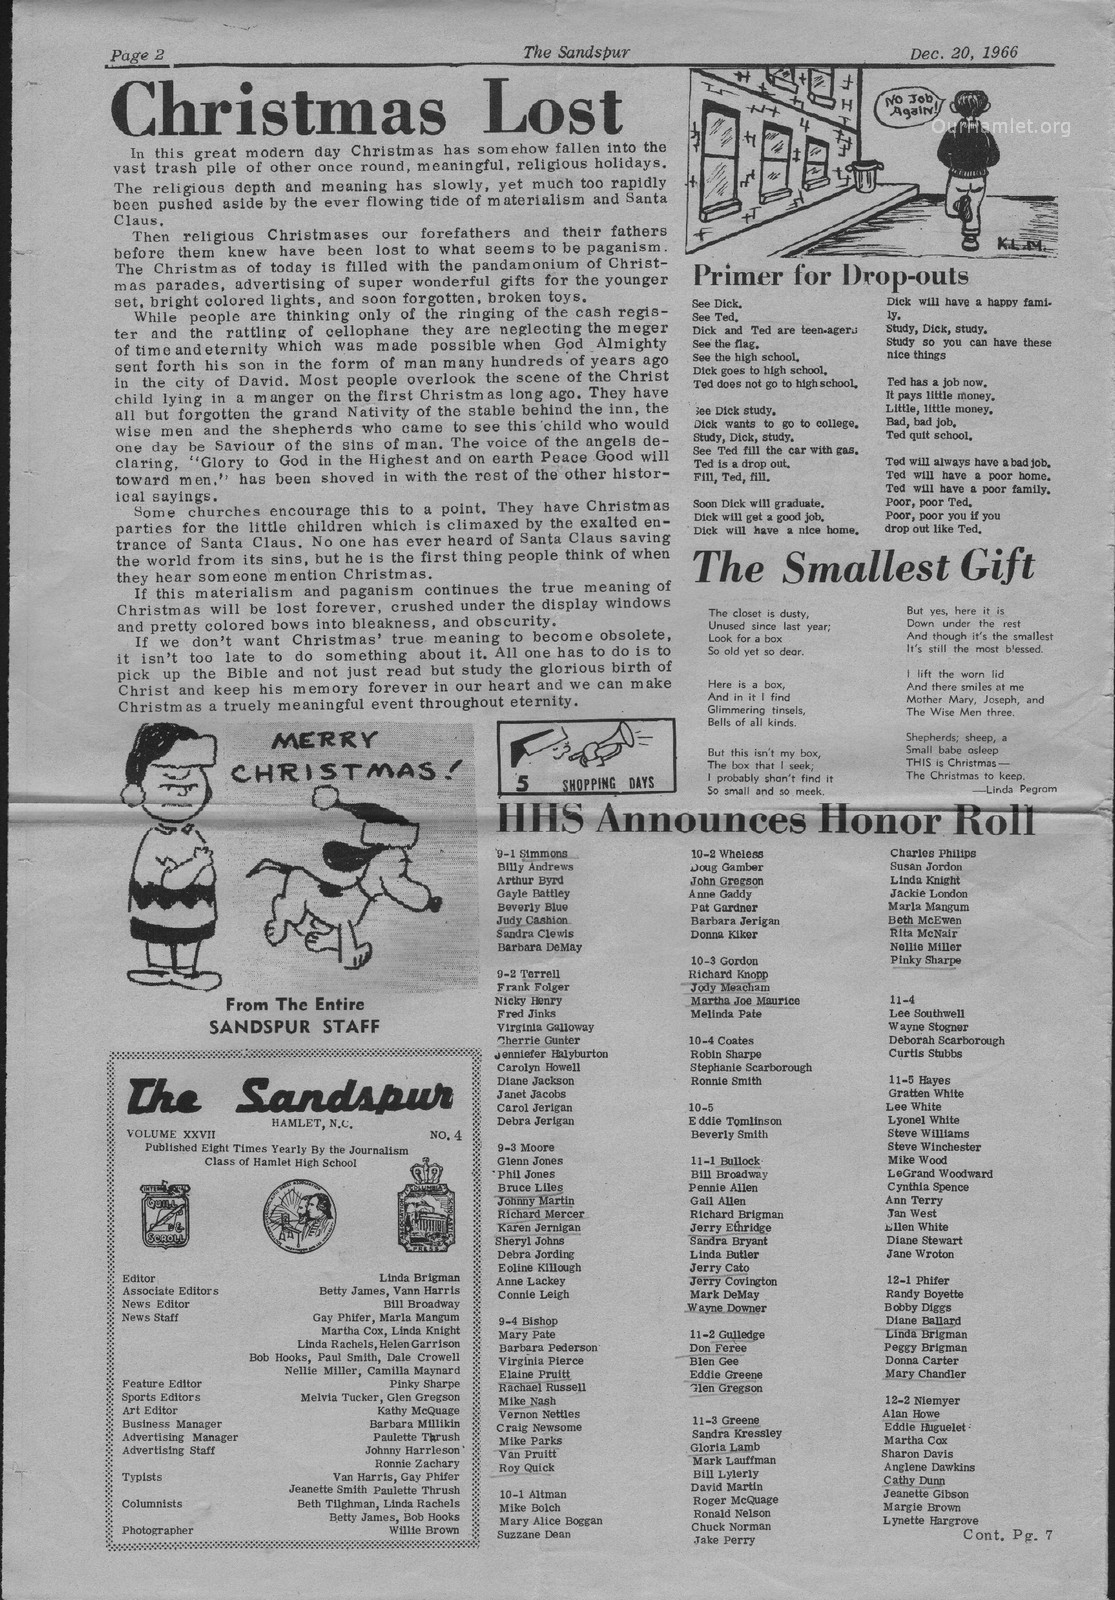 Page 2
The Sandspur
Dec. 20, 1966
Christmas Lost
In this great modern day Christmas has somehow fallen into the
vast trash pile of other once round, meaningful, religious holidays.
The religious depth and meaning has slowly, yet much too rapidly
been pushed aside by the ever flowing tide of materialism and Santa
Claus.
Then religious Christmases our forefathers and their fathers
before them knew have been lost to what seems to be paganism.
The Christmas of today is filled with the pandamonium of Christ-
mas parades, advertising of super wonderful gifts for the younger
set, bright colored lights, and soon forgotten, broken toys.
While people are thinking only of the ringing of the cash regis-
ter and the rattling of cellophane they are neglecting the meger
of time and eternity which was made possible when God Almighty
sent forth his son in the form of man many hundreds of years ago
in the city of David. Most people overlook the scene of the Christ
child lying in a manger on the first Christmas long ago. They have
all but forgotten the grand Nativity of the stable behind the inn, the
wise men and the shepherds who came to see this child who would
one day be Saviour of the sins of man. The voice of the angels de-
claring, "Glory to God in the Highest and on earth Peace Good will
toward men," has been shoved in with the rest of the other histor-
ical sayings.
Some churches encourage this to a point. They have Christmas
parties for the little children which is climaxed by the exalted en-
trance of Santa Claus. No one has ever heard of Santa Claus saving
the world from its sins, but he is the first thing people think of when
they hear someone mention Christmas.
If this materialism and paganism continues the true meaning of
Christmas will be lost forever, crushed under the display windows
and pretty colored bows into bleakness, and obscurity.
If we don't want Christmas' true meaning to become obsolete,
it isn't too late to do something about it. All one has to do is to
pick up the Bible and not just read but study the glorious birth of
Christ and keep his memory forever in our heart and we can make
Christmas a truely meaningful event throughout eternity.
NO JOB
AGAIN!
OurHamlet.org
K.L.M.
Primer for Drop-outs
See Dick.
See Ted.
Dick and Ted are teen-agers
See the flag.
See the high school.
Dick goes to high school.
Ted does not go to high school.
See Dick study.
Dick wants to go to college.
Study, Dick, study.
See Ted fill the car with gas.
Ted is a drop out.
Fill, Ted, fill.
Soon Dick will graduate.
Dick will get a good job.
Dick will have a nice home.
Dick will have a happy fami-
ly.
Study, Dick, study.
Study so you can have these
nice things
Ted has a job now.
It pays little money.
Little, little money.
Bad, bad job.
Ted quit school.
Ted will always have a bad job.
Ted will have a poor home.
Ted will have a poor family.
Poor, poor Ted.
Poor, poor you if you
drop out like Ted.
The Smallest Gift
The closet is dusty,
Unused since last year;
Look for a box
So old yet so dear.
Here is a box,
And in it I find
Glimmering tinsels,
Bells of all kinds.
But this isn't my box,
The box that I seek;
I probably shan't find it
So small and so meek.
But yes, here it is
Down under the rest
And though it's the smallest
It's still the most blessed.
I lift the worn lid
And there smiles at me
Mother Mary, Joseph, and
The Wise Men three.
Shepherds; sheep, a
Small babe asleep
THIS is Christmas—
The Christmas to keep.
—Linda Pegram
MERRY
CHRISTMAS!
From The Entire
SANDSPUR STAFF
5 SHOPPING DAYS
The Sandspur
HAMLET, N.C.
VOLUME XXVII NO. 4
Published Eight Times Yearly By the Journalism
Class of Hamlet High School
QUILL
SCROLL
COLUMBIA
PRESS
Editor Linda Brigman
Associate Editors Betty James, Vann Harris
News Editor Bill Broadway
News Staff Gay Phifer, Marla Mangum
Martha Cox, Linda Knight
Linda Rachels, Helen Garrison
Bob Hooks, Paul Smith, Dale Crowell
Nellie Miller, Camilla Maynard
Feature Editor Pinky Sharpe
Sports Editors Melvia Tucker, Glen Gregson
Art Editor Kathy McQuage
Business Manager Barbara Millikin
Advertising Manager Paulette Thrush
Advertising Staff Johnny Harrleson
Ronnie Zachary
Typists Van Harris, Gay Phifer
Jeanette Smith Paulette Thrush
Columnists Beth Tilghman, Linda Rachels
Betty James, Bob Hooks
Photographer Willie Brown
HHS Announces Honor Roll
9-1 Simmons
Billy Andrews
Arthur Byrd
Gayle Battley
Beverly Blue
Judy Cashion
Sandra Clewis
Barbara DeMay
9-2 Terrell
Frank Folger
Nicky Henry
Fred Jinks
Virginia Galloway
Cherrie Gunter
Jenniefer Halyburton
Carolyn Howell
Diane Jackson
Janet Jacobs
Carol Jerigan
Debra Jerigan
9-3 Moore
Glenn Jones
Phil Jones
Bruce Liles
Johnny Martin
Richard Mercer
Karen Jernigan
Sheryl Johns
Debra Jording
Eoline Killough
Anne Lackey
Connie Leigh
9-4 Bishop
Mary Pate
Barbara Pederson
Virginia Pierce
Elaine Pruitt
Rachael Russell
Mike Nash
Vernon Nettles
Craig Newsome
Mike Parks
Van Pruitt
Roy Quick
10-1 Altman
Mike Bolch
Mary Alice Boggan
Suzzane Dean
10-2 Wheless
Doug Gamber
John Gregson
Anne Gaddy
Pat Gardner
Barbara Jerigan
Donna Kiker
10-3 Gordon
Richard Knopp
Jody Meacham
Martha Joe Maurice
Melinda Pate
10-4 Coates
Robin Sharpe
Stephanie Scarborough
Ronnie Smith
10-5
Eddie Tomlinson
Beverly Smith
11-1 Bullock
Bill Broadway
Pennie Allen
Gail Allen
Richard Brigman
Jerry Ethridge
Sandra Bryant
Linda Butler
Jerry Cato
Jerry Covington
Mark DeMay
Wayne Downer
11-2 Gulledge
Don Feree
Blen Gee
Eddie Greene
Glen Gregson
11-3 Greene
Sandra Kressley
Gloria Lamb
Mark Lauffman
Bill Lylerly
David Martin
Roger McQuage
Ronald Nelson
Chuck Norman
Jake Perry
Charles Philips
Susan Jordon
Linda Knight
Jackie London
Marla Mangum
Beth McEwen
Rita McNair
Nellie Miller
Pinky Sharpe
11-4
Lee Southwell
Wayne Stogner
Deborah Scarborough
Curtis Stubbs
11-5 Hayes
Gratten White
Lee White
Lyonel White
Steve Williams
Steve Winchester
Mike Wood
LeGrand Woodward
Cynthia Spence
Ann Terry
Jan West
Ellen White
Diane Stewart
Jane Wroton
12-1 Phifer
Randy Boyette
Bobby Diggs
Diane Ballard
Linda Brigman
Peggy Brigman
Donna Carter
Mary Chandler
12-2 Niemyer
Alan Howe
Eddie Huguelet
Martha Cox
Sharon Davis
Anglene Dawkins
Cathy Dunn
Jeanette Gibson
Margie Brown
Lynette Hargrove
Cont. Pg. 7